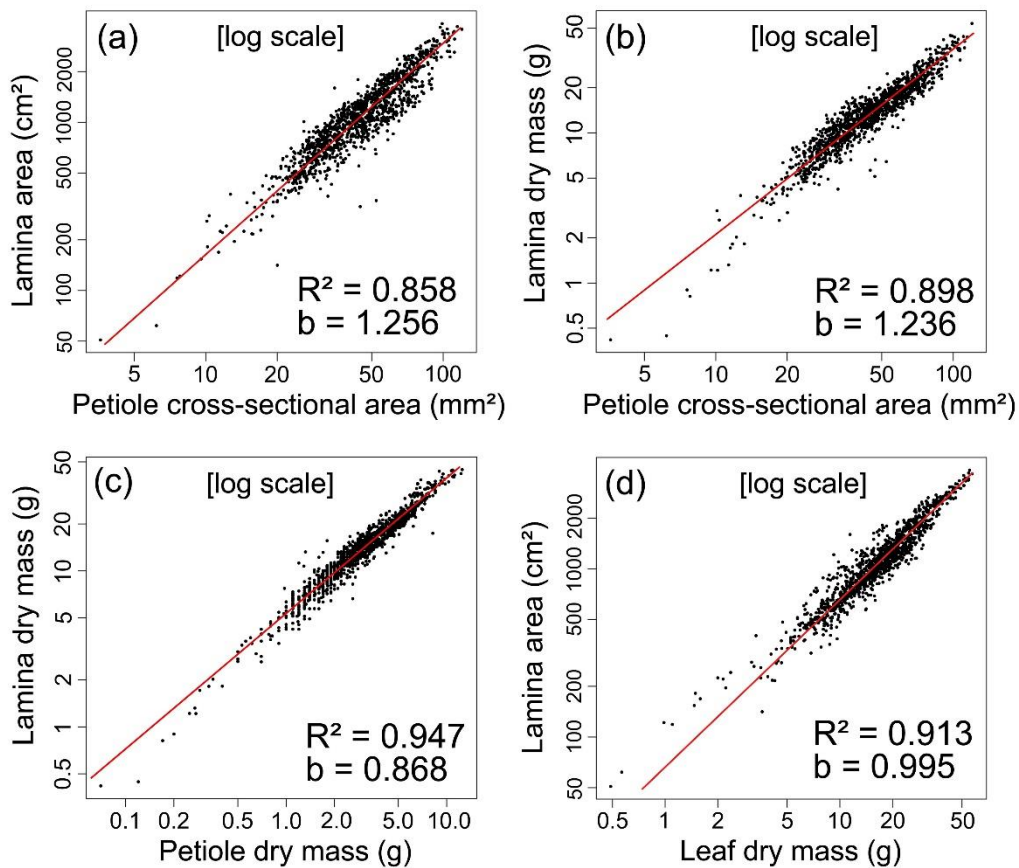 (a) [log scale]
Lamina area (cm²)
2000
1000
500
200
100
50
R² = 0.858
b = 1.256
5 10 20 50 100
Petiole cross-sectional area (mm²)
(b) [log scale]
Lamina dry mass (g)
50
20
10
5
2
1
0.5
R² = 0.898
b = 1.236
5 10 20 50 100
Petiole cross-sectional area (mm²)
(c) [log scale]
Lamina dry mass (g)
50
20
10
5
2
1
0.5
R² = 0.947
b = 0.868
0.1 0.2 0.5 1.0 2.0 5.0 10.0
Petiole dry mass (g)
(d) [log scale]
Lamina area (cm²)
2000
1000
500
200
100
50
R² = 0.913
b = 0.995
0.5 1 2 5 10 20 50
Leaf dry mass (g)